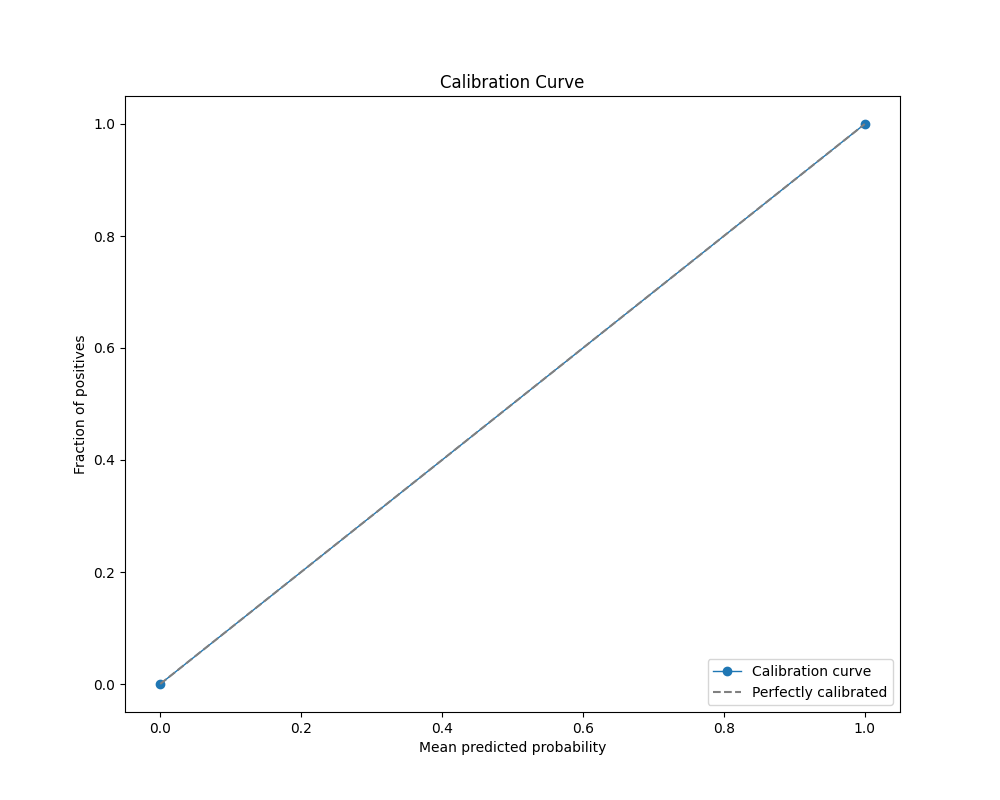 Calibration Curve
1.0
0.8
0.6
0.4
0.2
0.0
Fraction of positives
0.0 0.2 0.4 0.6 0.8 1.0
Mean predicted probability
Calibration curve
Perfectly calibrated